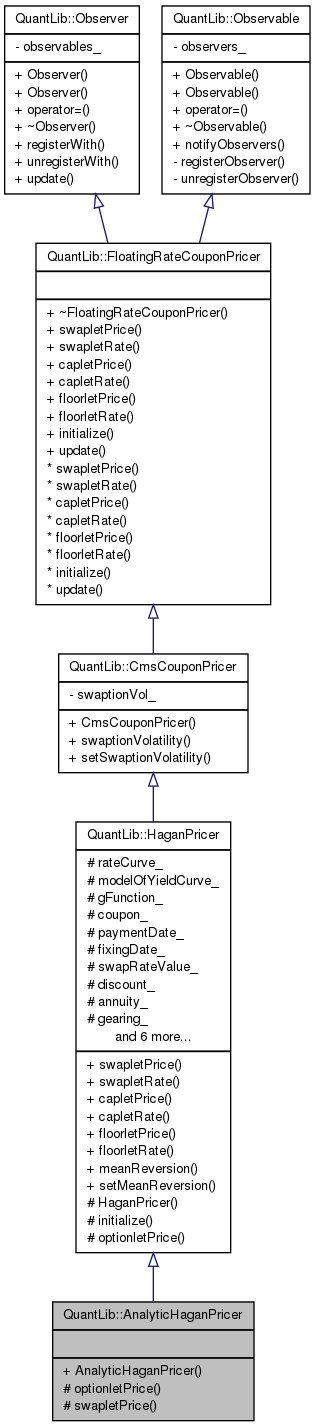 QuantLib::Observer
- observables_
+ Observer()
+ Observer()
+ operator=()
+ ~Observer()
+ registerWith()
+ unregisterWith()
+ update()
QuantLib::Observable
- observers_
+ Observable()
+ Observable()
+ operator=()
+ ~Observable()
+ notifyObservers()
- registerObserver()
- unregisterObserver()
QuantLib::FloatingRateCouponPricer
+ ~FloatingRateCouponPricer()
+ swapletPrice()
+ swapletRate()
+ capletPrice()
+ capletRate()
+ floorletPrice()
+ floorletRate()
+ initialize()
+ update()
* swapletPrice()
* swapletRate()
* capletPrice()
* capletRate()
* floorletPrice()
* floorletRate()
* initialize()
* update()
QuantLib::CmsCouponPricer
- swaptionVol_
+ CmsCouponPricer()
+ swaptionVolatility()
+ setSwaptionVolatility()
QuantLib::HaganPricer
# rateCurve_
# modelOfYieldCurve_
# gFunction_
# coupon_
# paymentDate_
# fixingDate_
# swapRateValue_
# discount_
# annuity_
# gearing_
and 6 more...
+ swapletPrice()
+ swapletRate()
+ capletPrice()
+ capletRate()
+ floorletPrice()
+ floorletRate()
+ meanReversion()
+ setMeanReversion()
# HaganPricer()
# initialize()
# optionletPrice()
QuantLib::AnalyticHaganPricer
+ AnalyticHaganPricer()
# optionletPrice()
# swapletPrice()